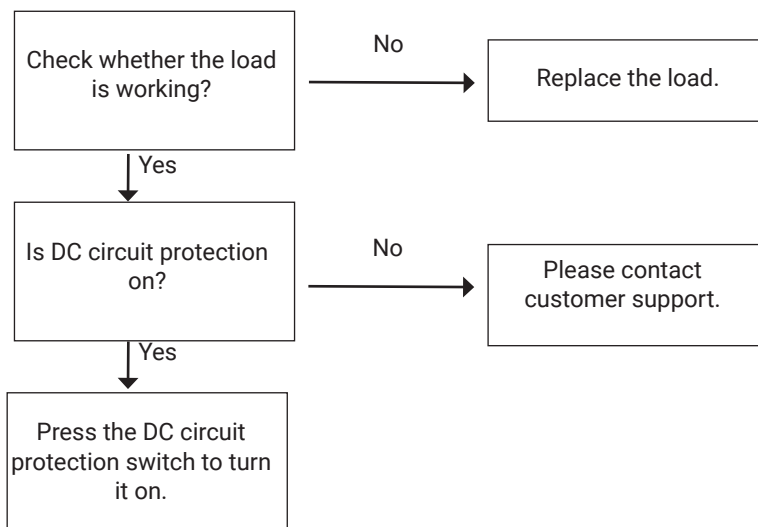 Check whether the load
is working?
No
Replace the load.
Yes
Is DC circuit protection
on?
No
Please contact
customer support.
Yes
Press the DC circuit
protection switch to turn
it on.